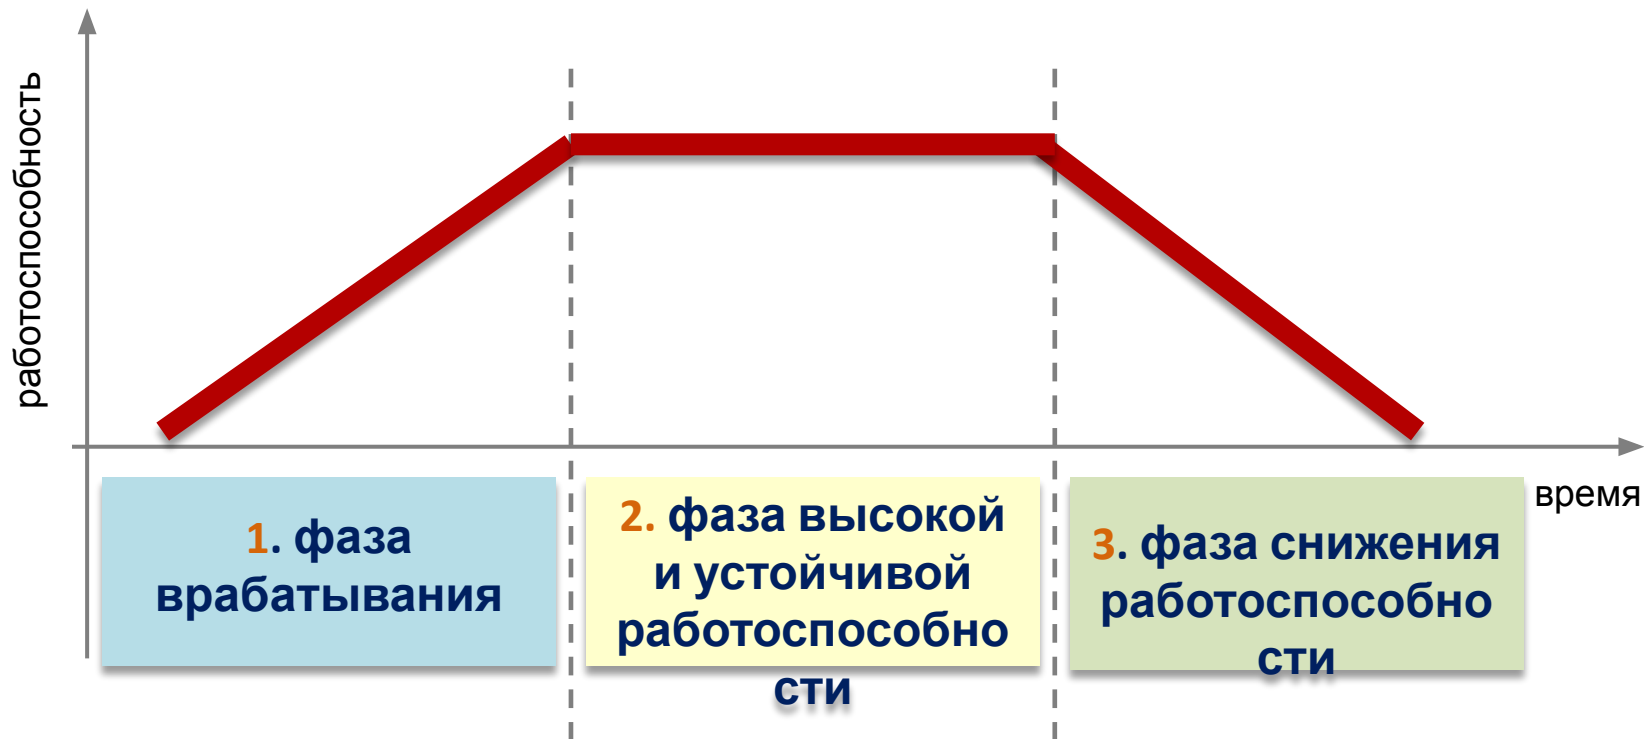 работоспособность
время
1. фаза
врабатывания
2. фаза высокой
и устойчивой
работоспособно
сти
3. фаза снижения
работоспособно
сти